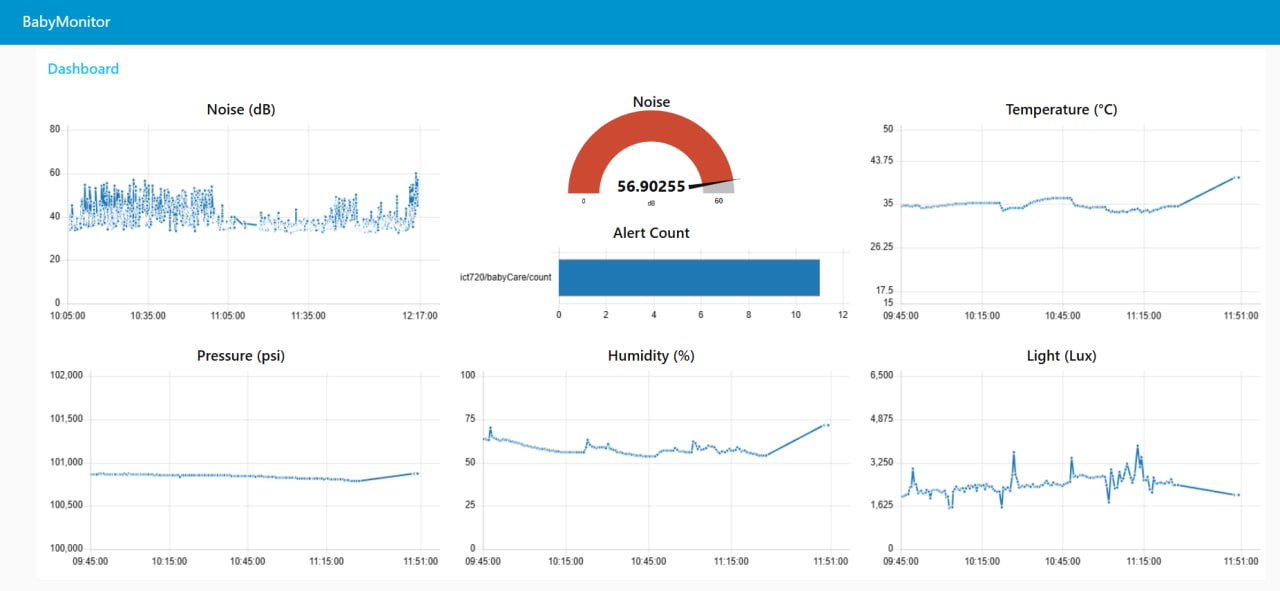 BabyMonitor
Dashboard
Noise (dB)
80
60
40
20
0
10:05:00 10:35:00 11:05:00 11:35:00 12:17:00
Noise
56.90255
0 dB 60
Alert Count
ict720/babyCare/count
0 2 4 6 8 10 12
Temperature (°C)
50
43.75
35
26.25
17.5
15
09:45:00 10:15:00 10:45:00 11:15:00 11:51:00
Pressure (psi)
102,000
101,500
101,000
100,500
100,000
09:45:00 10:15:00 10:45:00 11:15:00 11:51:00
Humidity (%)
100
75
50
25
0
09:45:00 10:15:00 10:45:00 11:15:00 11:51:00
Light (Lux)
6,500
4,875
3,250
1,625
0
09:45:00 10:15:00 10:45:00 11:15:00 11:51:00